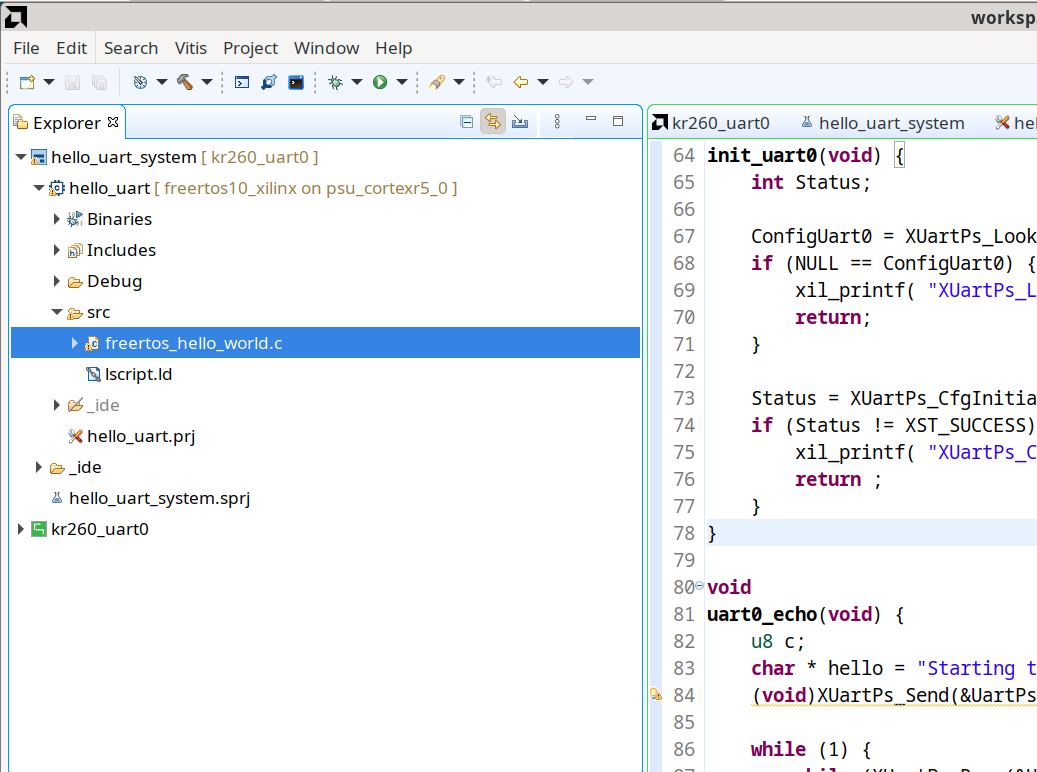 worksp
File Edit Search Vitis Project Window Help
Explorer
hello_uart_system [ kr260_uart0 ]
hello_uart [ freertos10_xilinx on psu_cortexr5_0 ]
Binaries
Includes
Debug
src
freertos_hello_world.c
lscript.ld
_ide
hello_uart.prj
_ide
hello_uart_system.sprj
kr260_uart0
kr260_uart0 hello_uart_system hel
64 init_uart0(void) {
65 int Status;
66
67 ConfigUart0 = XUartPs_Look
68 if (NULL == ConfigUart0) {
69 xil_printf( "XUartPs_L
70 return;
71 }
72
73 Status = XUartPs_CfgInitia
74 if (Status != XST_SUCCESS)
75 xil_printf( "XUartPs_C
76 return ;
77 }
78 }
79
80 void
81 uart0_echo(void) {
82 u8 c;
83 char * hello = "Starting t
84 (void)XUartPs_Send(&UartPs
85
86 while (1) {